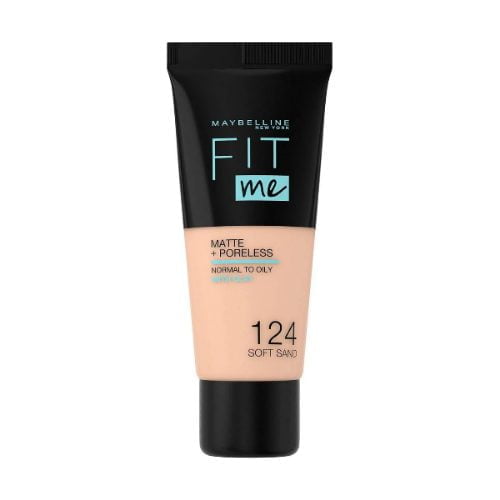 MAYBELLINE
NEW YORK
FIT
me
MATTE
+ PORELESS
NORMAL TO OILY
124
SOFT SAND